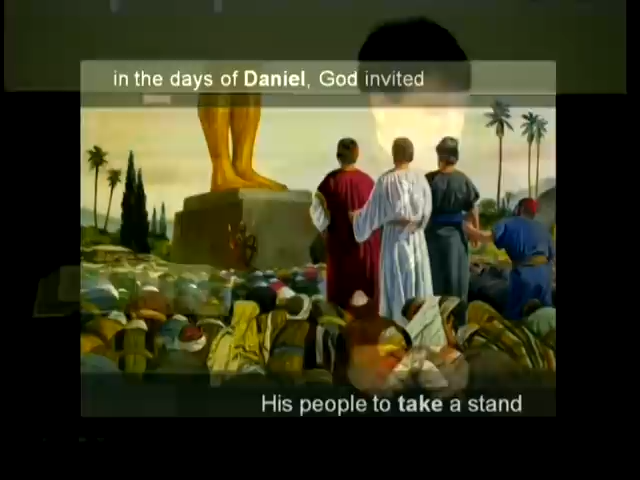 in the days of Daniel, God invited
His people to take a stand